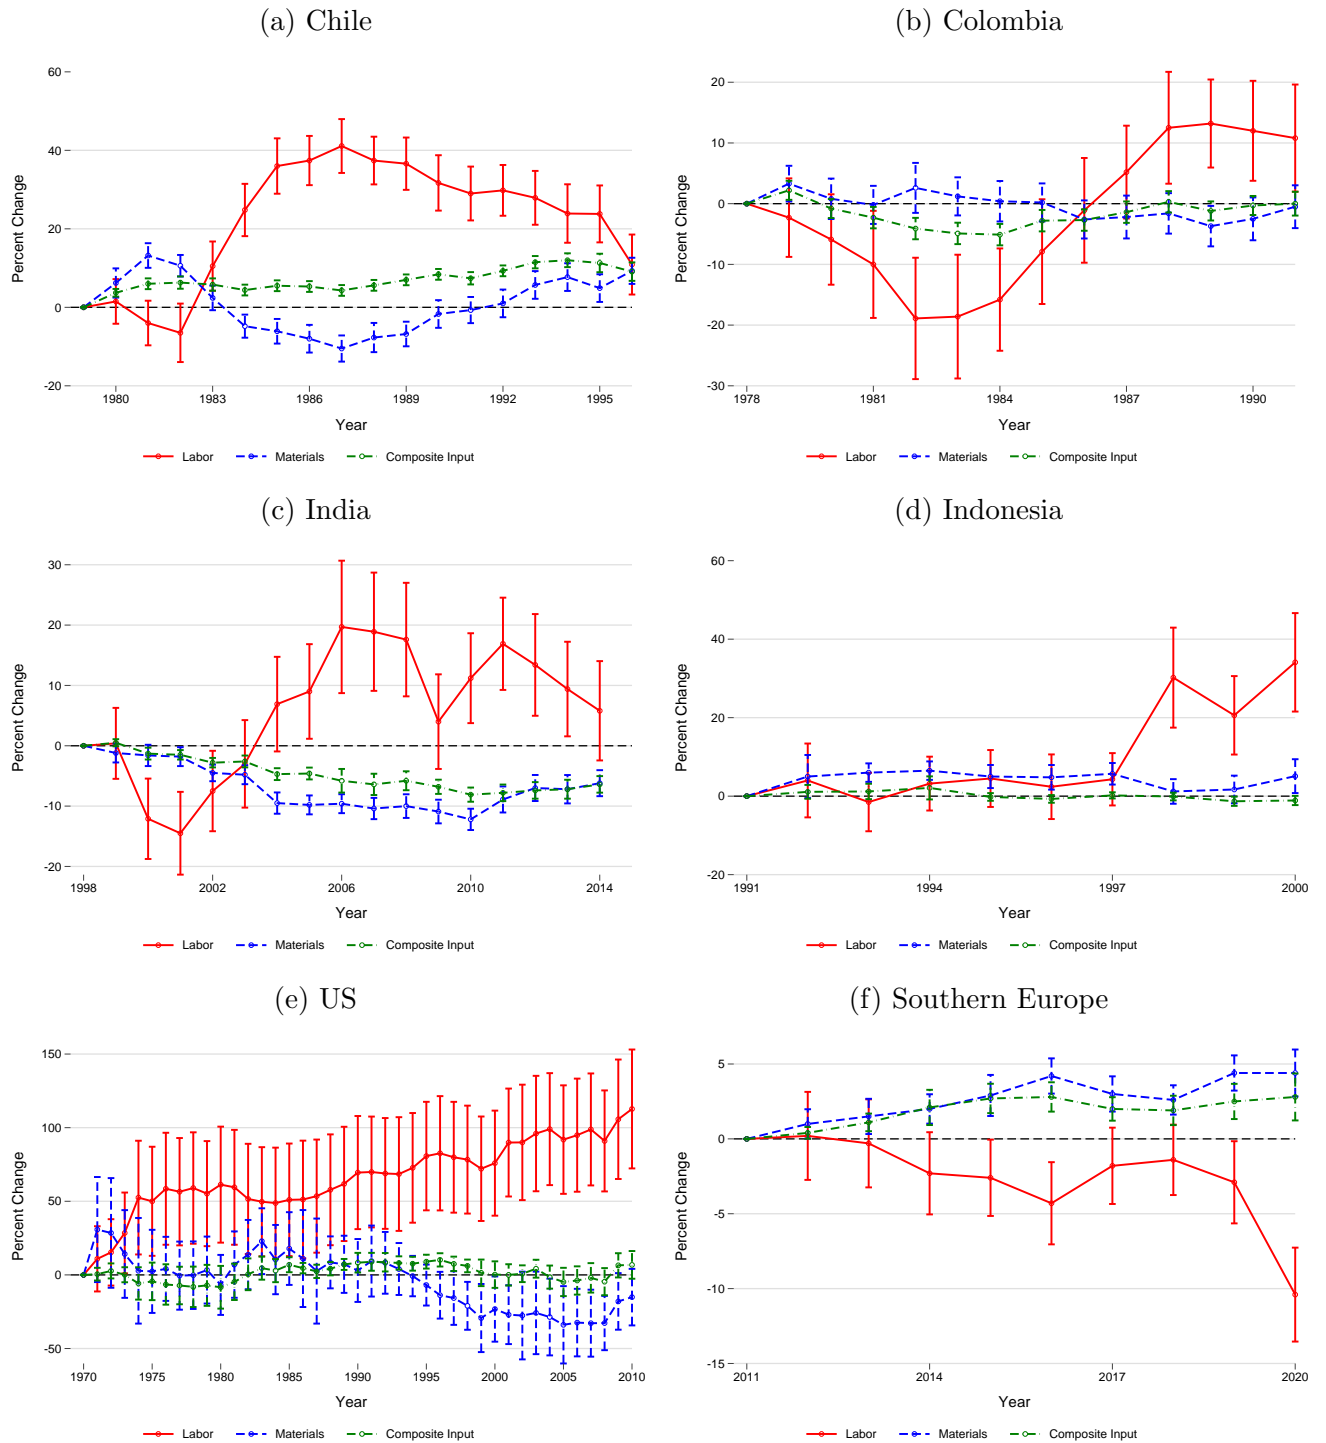 (a) Chile
60
40
20
0
-20
Percent Change
1980 1983 1986 1989 1992 1995
Year
Labor Materials Composite Input
(b) Colombia
20
10
0
-10
-20
-30
Percent Change
1978 1981 1984 1987 1990
Year
Labor Materials Composite Input
(c) India
30
20
10
0
-10
-20
Percent Change
1998 2002 2006 2010 2014
Year
Labor Materials Composite Input
(d) Indonesia
60
40
20
0
-20
Percent Change
1991 1994 1997 2000
Year
Labor Materials Composite Input
(e) US
150
100
50
0
-50
Percent Change
1970 1975 1980 1985 1990 1995 2000 2005 2010
Year
Labor Materials Composite Input
(f) Southern Europe
5
0
-5
-10
-15
Percent Change
2011 2014 2017 2020
Year
Labor Materials Composite Input